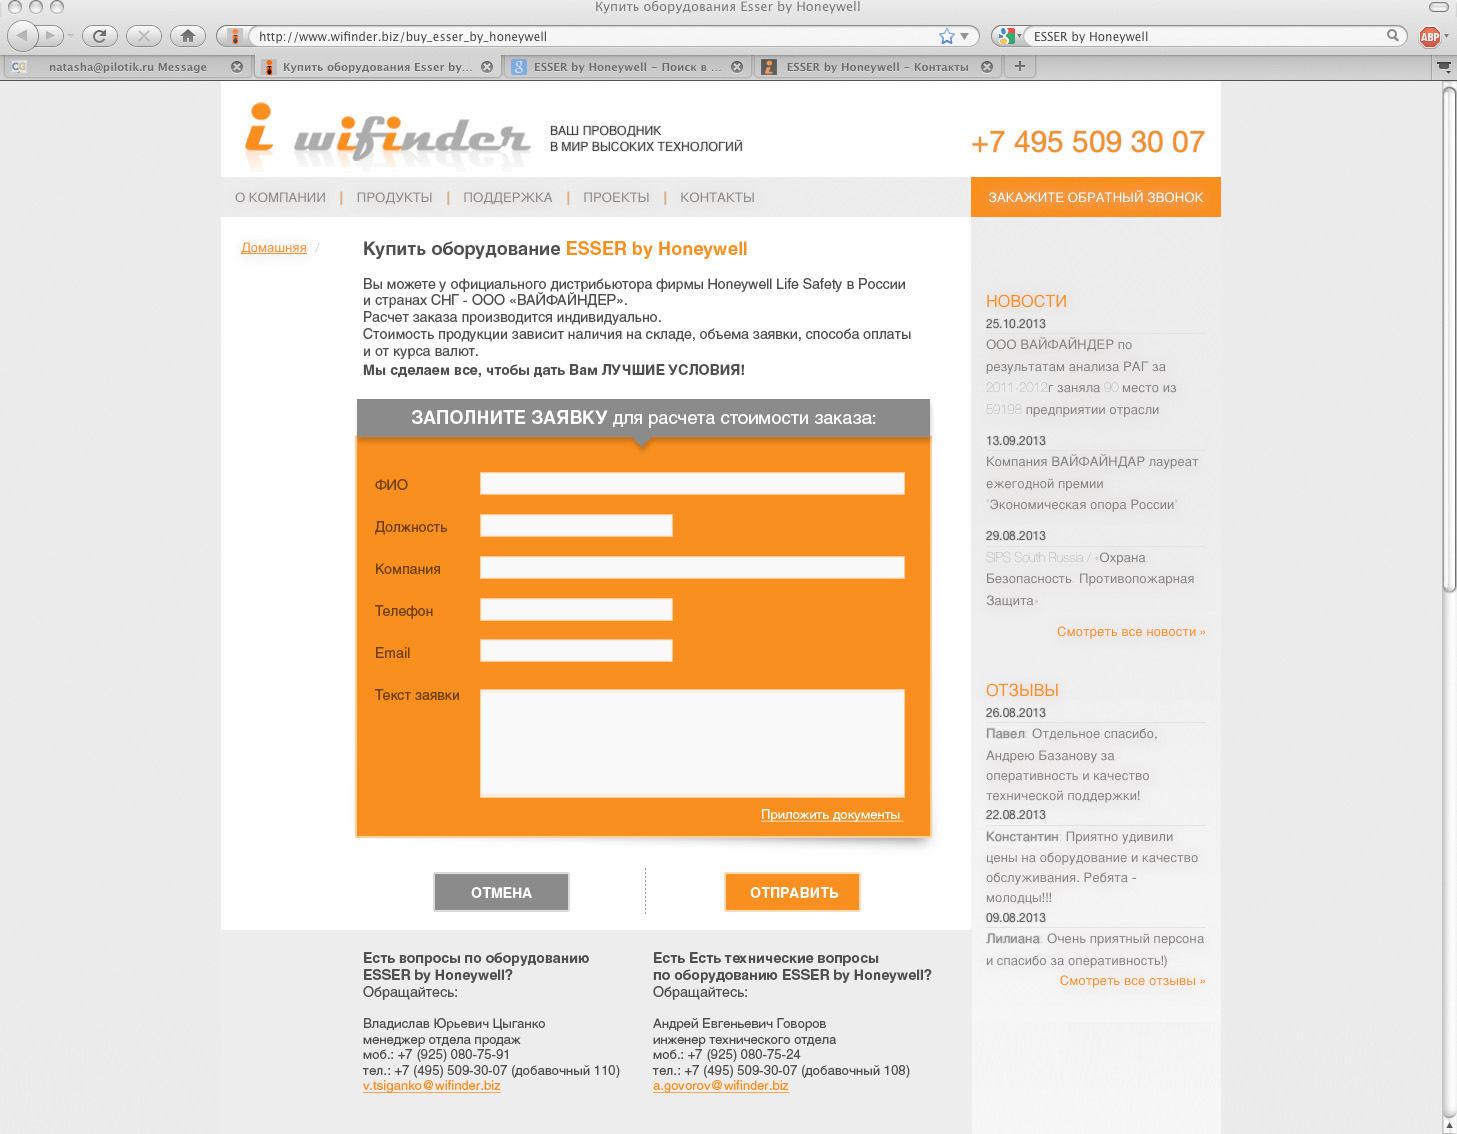 Купить оборудования Esser by Honeywell
http://www.wifinder.biz/buy_esser_by_honeywell
ESSER by Honeywell
ABP
natasha@pilotik.ru Message
Купить оборудования Esser by...
ESSER by Honeywell – Поиск в ...
ESSER by Honeywell – Контакты
i wifinder
ВАШ ПРОВОДНИК
В МИР ВЫСОКИХ ТЕХНОЛОГИЙ
+7 495 509 30 07
О КОМПАНИИ | ПРОДУКТЫ | ПОДДЕРЖКА | ПРОЕКТЫ | КОНТАКТЫ
ЗАКАЖИТЕ ОБРАТНЫЙ ЗВОНОК
Домашняя /
Купить оборудование ESSER by Honeywell
Вы можете у официального дистрибьютора фирмы Honeywell Life Safety в России
и странах СНГ - ООО «ВАЙФАЙНДЕР».
Расчет заказа производится индивидуально.
Стоимость продукции зависит наличия на складе, объема заявки, способа оплаты
и от курса валют.
Мы сделаем все, чтобы дать Вам ЛУЧШИЕ УСЛОВИЯ!
ЗАПОЛНИТЕ ЗАЯВКУ для расчета стоимости заказа:
ФИО
Должность
Компания
Телефон
Email
Текст заявки
Приложить документы
ОТМЕНА
ОТПРАВИТЬ
Есть вопросы по оборудованию
ESSER by Honeywell?
Обращайтесь:
Владислав Юрьевич Цыганко
менеджер отдела продаж
моб.: +7 (925) 080-75-91
тел.: +7 (495) 509-30-07 (добавочный 110)
v.tsiganko@wifinder.biz
Есть Есть технические вопросы
по оборудованию ESSER by Honeywell?
Обращайтесь:
Андрей Евгеньевич Говоров
инженер технического отдела
моб.: +7 (925) 080-75-24
тел.: +7 (495) 509-30-07 (добавочный 108)
a.govorov@wifinder.biz
НОВОСТИ
25.10.2013
ООО ВАЙФАЙНДЕР по
результатам анализа РАГ за
2011-2012г заняла 90 место из
59193 предприятии отрасли
13.09.2013
Компания ВАЙФАЙНДАР лауреат
ежегодной премии
"Экономическая опора России"
29.08.2013
SIPS South Russia / «Охрана,
Безопасность, Противопожарная
Защита»
Смотреть все новости »
ОТЗЫВЫ
26.08.2013
Павел: Отдельное спасибо,
Андрею Базанову за
оперативность и качество
технической поддержки!
22.08.2013
Константин: Приятно удивили
цены на оборудование и качество
обслуживания. Ребята -
молодцы!!!
09.08.2013
Лилиана: Очень приятный персона
и спасибо за оперативность!)
Смотреть все отзывы »